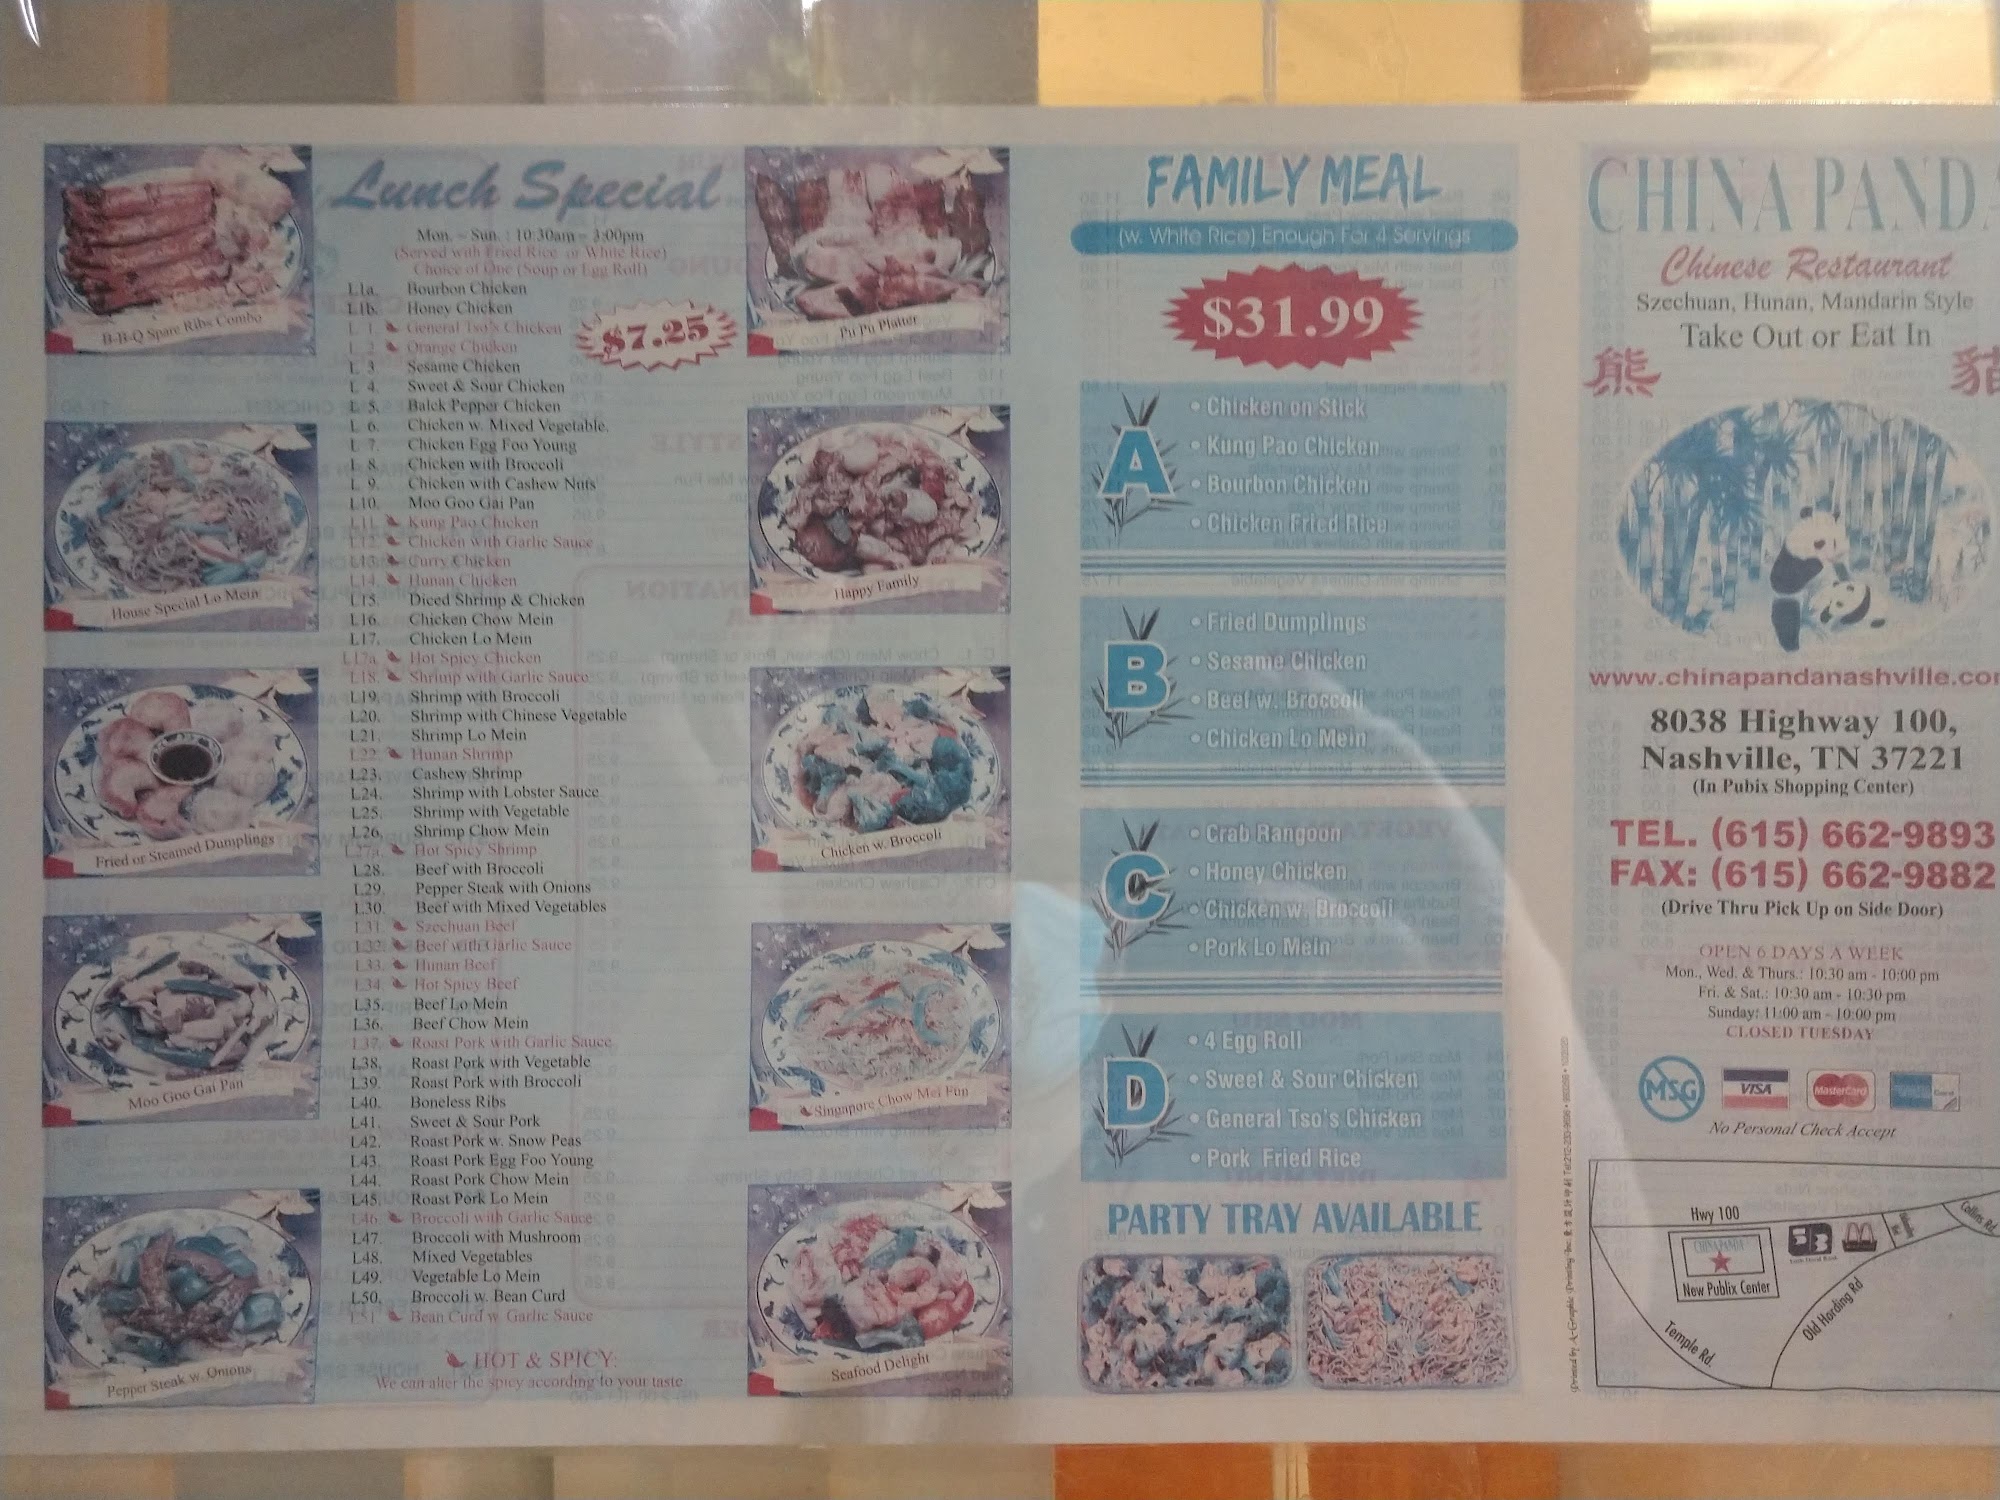 B-B-Q Spare Ribs Combo
House Special Lo Mein
Fried or Steamed Dumplings
Moo Goo Gai Pan
Pepper Steak w. Onions
Lunch Special
Mon. – Sun. : 10:30am – 3:00pm
(Served with Fried Rice or White Rice)
Choice of One (Soup or Egg Roll)
$7.25
L1a. Bourbon Chicken
L1b. Honey Chicken
L 1. General Tso's Chicken
L 2. Orange Chicken
L 3 Sesame Chicken
L 4. Sweet & Sour Chicken
L 5. Balck Pepper Chicken
L 6. Chicken w. Mixed Vegetable.
L 7. Chicken Egg Foo Young
L 8. Chicken with Broccoli
L 9. Chicken with Cashew Nuts
L10. Moo Goo Gai Pan
L11. Kung Pao Chicken
L12. Chicken with Garlic Sauce
L13. Curry Chicken
L14. Hunan Chicken
L15. Diced Shrimp & Chicken
L16. Chicken Chow Mein
L17. Chicken Lo Mein
L17a. Hot Spicy Chicken
L18. Shrimp with Garlic Sauce
L19. Shrimp with Broccoli
L20. Shrimp with Chinese Vegetable
L21. Shrimp Lo Mein
L22. Hunan Shrimp
L23. Cashew Shrimp
L24. Shrimp with Lobster Sauce
L25. Shrimp with Vegetable
L26. Shrimp Chow Mein
L27a. Hot Spicy Shrimp
L28. Beef with Broccoli
L29. Pepper Steak with Onions
L30. Beef with Mixed Vegetables
L31. Szechuan Beef
L32. Beef with Garlic Sauce
L33. Hunan Beef
L34. Hot Spicy Beef
L35. Beef Lo Mein
L36. Beef Chow Mein
L37. Roast Pork with Garlic Sauce
L38. Roast Pork with Vegetable
L39. Roast Pork with Broccoli
L40. Boneless Ribs
L41. Sweet & Sour Pork
L42. Roast Pork w. Snow Peas
L43. Roast Pork Egg Foo Young
L44. Roast Pork Chow Mein
L45. Roast Pork Lo Mein
L46. Broccoli with Garlic Sauce
L47. Broccoli with Mushroom
L48. Mixed Vegetables
L49. Vegetable Lo Mein
L50. Broccoli w. Bean Curd
L51 Bean Curd w Garlic Sauce
HOT & SPICY:
We can alter the spicy according to your taste
Pu Pu Platter
Happy Family
Chicken w. Broccoli
Singapore Chow Mei Fun
Seafood Delight
FAMILY MEAL
(w. White Rice) Enough For 4 Servings
$31.99
A
• Chicken on Stick
• Kung Pao Chicken
• Bourbon Chicken
• Chicken Fried Rice
B
• Fried Dumplings
• Sesame Chicken
• Beef w. Broccoli
• Chicken Lo Mein
C
• Crab Rangoon
• Honey Chicken
• Chicken w. Broccoli
• Pork Lo Mein
D
• 4 Egg Roll
• Sweet & Sour Chicken
• General Tso's Chicken
• Pork Fried Rice
PARTY TRAY AVAILABLE
CHINA PANDA
Chinese Restaurant
Szechuan, Hunan, Mandarin Style
Take Out or Eat In
熊 貓
www.chinapandanashville.com
8038 Highway 100,
Nashville, TN 37221
(In Pubix Shopping Center)
TEL. (615) 662-9893
FAX: (615) 662-9882
(Drive Thru Pick Up on Side Door)
OPEN 6 DAYS A WEEK
Mon., Wed. & Thurs.: 10:30 am - 10:00 pm
Fri. & Sat.: 10:30 am - 10:30 pm
Sunday: 11:00 am - 10:00 pm
CLOSED TUESDAY
MSG VISA MasterCard
No Personal Check Accept
Hwy 100
Collins Rd.
CHINA PANDA
New Publix Center
Temple Rd.
Old Harding Rd